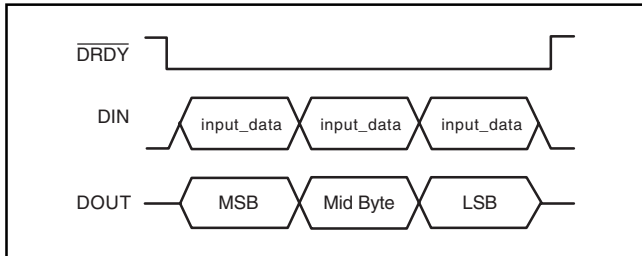 DRDY
DIN input_data input_data input_data
DOUT MSB Mid Byte LSB